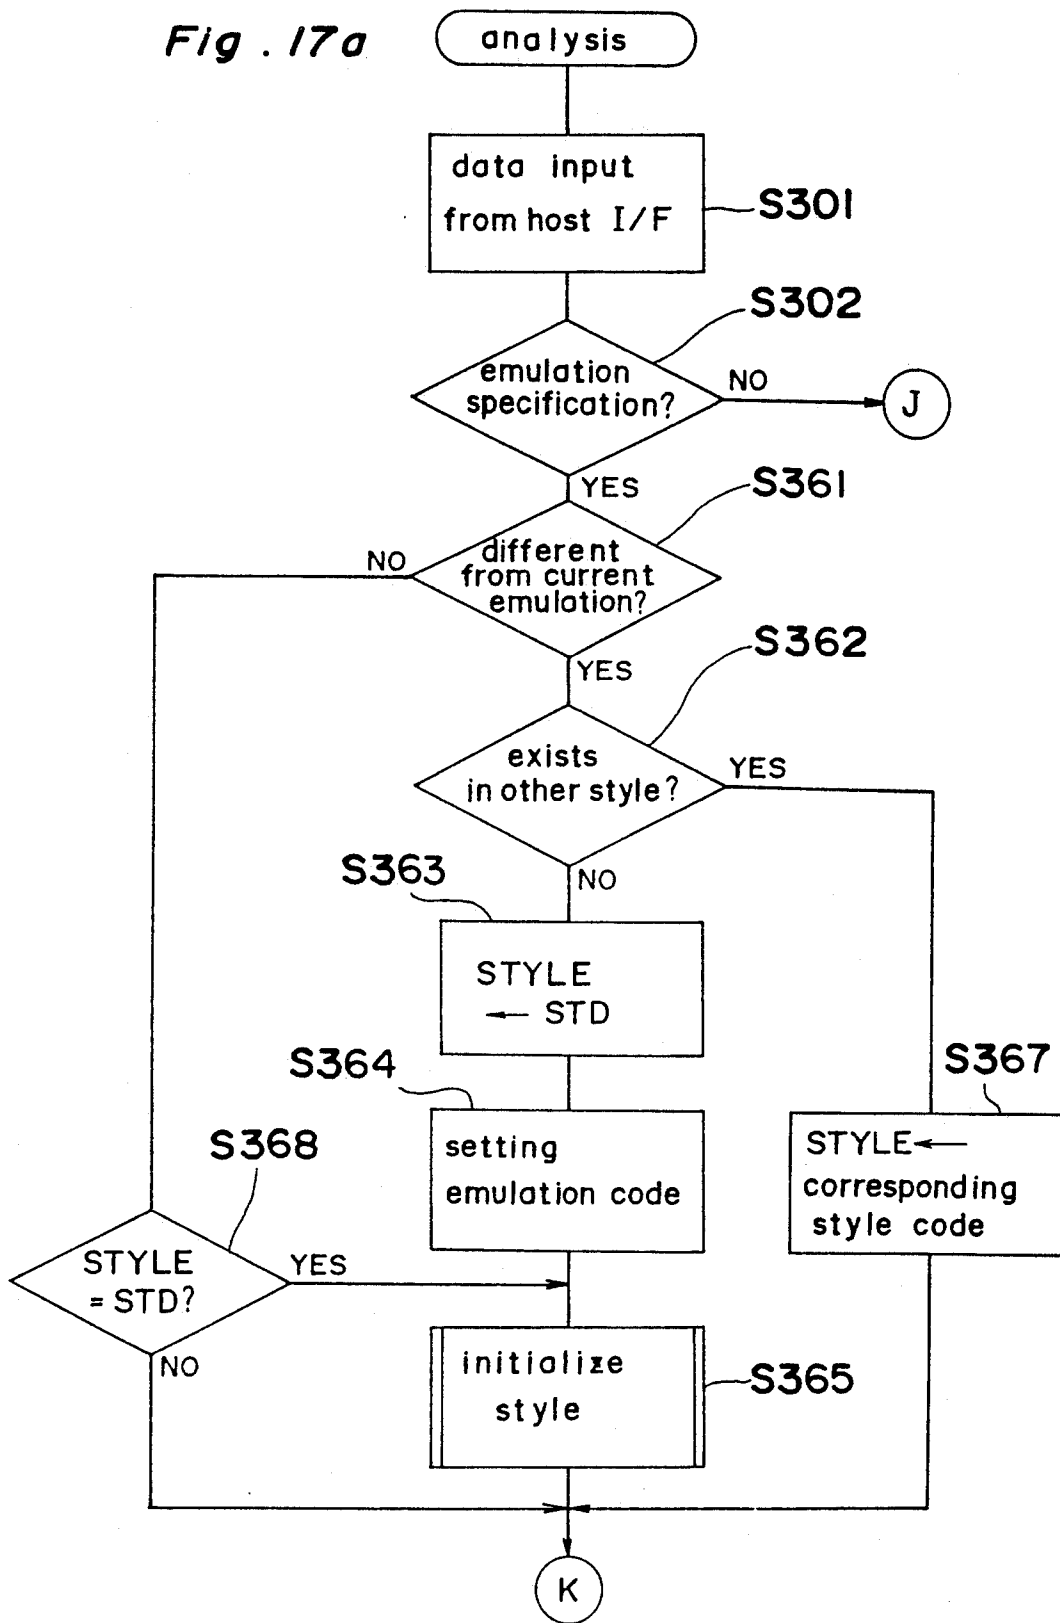 Fig. 17a
analysis
data input
from host I/F
S301
S302
emulation
specification?
NO
J
YES
S361
different
from current
emulation?
NO
YES
S362
exists
in other style?
YES
NO
S363
STYLE
← STD
S364
setting
emulation code
S367
STYLE←
corresponding
style code
S368
STYLE
= STD?
YES
NO
initialize
style
S365
K